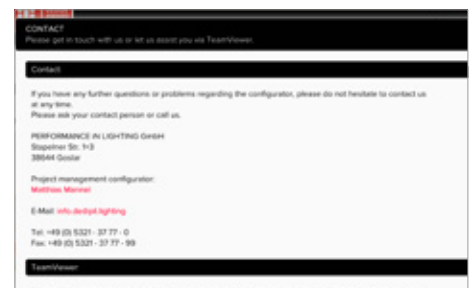 CONTACT
Please get in touch with us or let us assist you via TeamViewer.
Contact
If you have any further questions or problems regarding the configurator, please do not hesitate to contact us
at any time.
Please ask your contact person or call us.
PERFORMANCE IN LIGHTING GmbH
Stapelner Str. 1+3
38644 Goslar
Project management configurator:
Matthias Manner
E-Mail: info.de@pil.lighting
Tel: +49 (0) 5321 - 37 77 - 0
Fax: +49 (0) 5321 - 37 77 - 99
TeamViewer